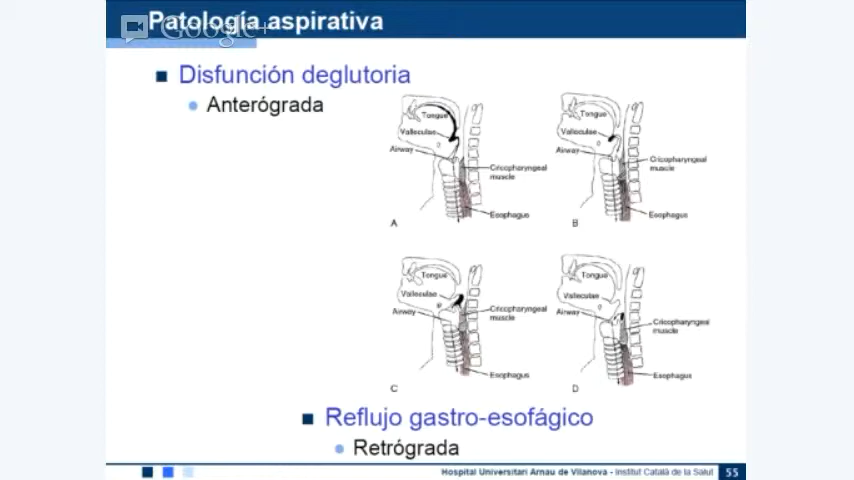 Patología aspirativa
Google+
Disfunción deglutoria
Anterógrada
Tongue
Valleculae
Airway
Cricopharyngeal
muscle
Esophagus
A
Tongue
Valleculae
Airway
Cricopharyngeal
muscle
Esophagus
B
Tongue
Valleculae
Airway
Cricopharyngeal
muscle
Esophagus
C
Tongue
Valleculae
Airway
Cricopharyngeal
muscle
Esophagus
D
Reflujo gastro-esofágico
Retrógrada
Hospital Universitari Arnau de Vilanova - Institut Català de la Salut
55